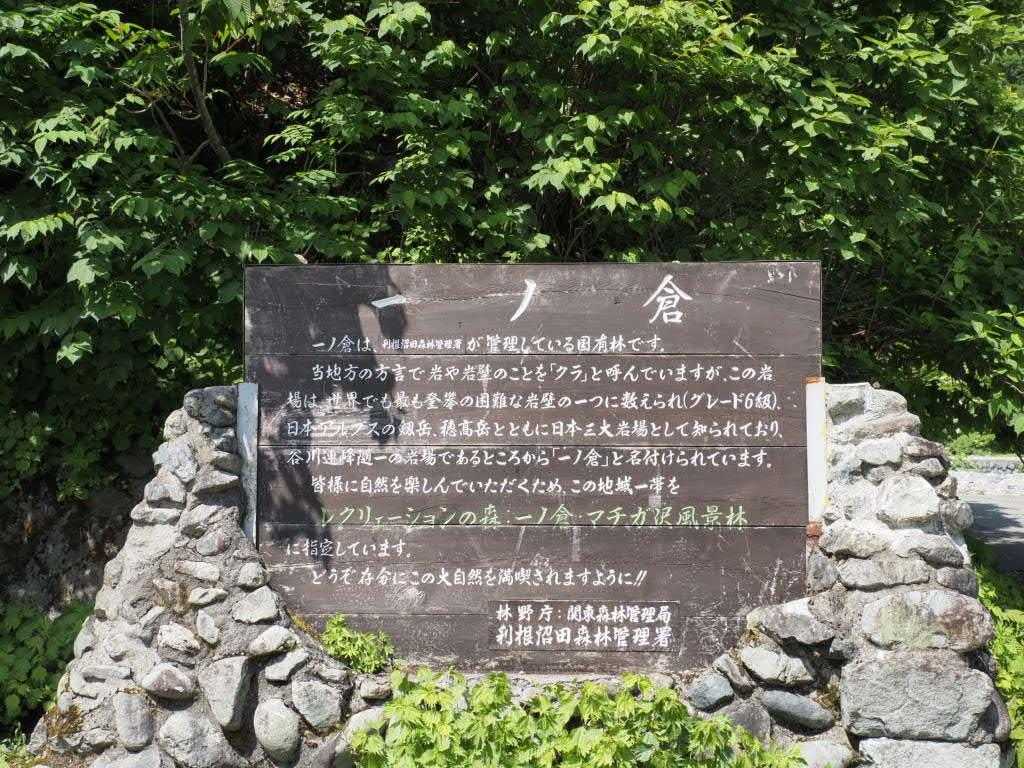 一ノ倉
一ノ倉は、利根沼田森林管理署が管理している国有林です。
当地方の方言で岩や岩壁のことを「クラ」と呼んでいますが、この岩
場は、世界でも最も登攀の困難な岩壁の一つに数えられ(グレード6級)、
日本アルプスの剱岳、穂高岳とともに日本三大岩場として知られており、
谷川連峰随一の岩場であるところから「一ノ倉」と名付けられています。
皆様に自然を楽しんでいただくため、この地域一帯を
レクリェーションの森：一ノ倉・マチガ沢風景林
に指定しています。
どうぞ存分にこの大自然を満喫されますように!!
林野庁：関東森林管理局
利根沼田森林管理署